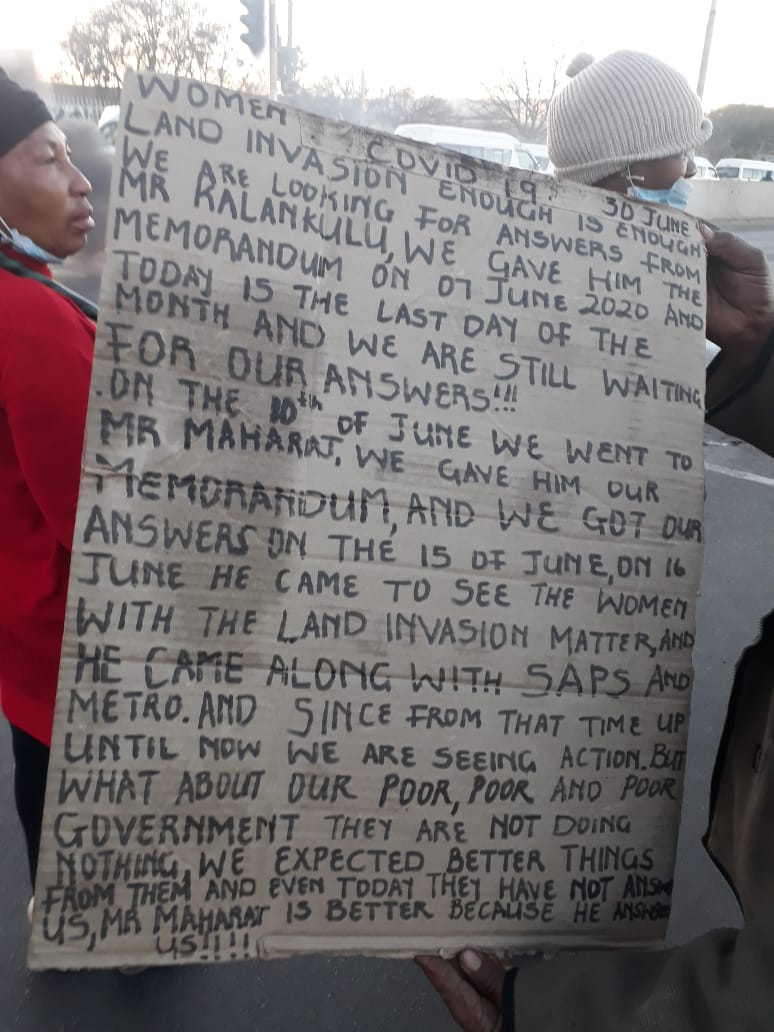 WOMEN COVID 19. 30 JUNE
LAND INVASION ENOUGH IS ENOUGH
WE ARE LOOKING FOR ANSWERS FROM
MR RALANKULU, WE GAVE HIM THE
MEMORANDUM ON 07 JUNE 2020 AND
TODAY IS THE LAST DAY OF THE
MONTH AND WE ARE STILL WAITING
FOR OUR ANSWERS!!!
.ON THE 10th OF JUNE WE WENT TO
MR MAHARAT, WE GAVE HIM OUR
MEMORANDUM, AND WE GOT OUR
ANSWERS ON THE 15 OF JUNE, ON 16
JUNE HE CAME TO SEE THE WOMEN
WITH THE LAND INVASION MATTER, AND
HE CAME ALONG WITH SAPS AND
METRO. AND SINCE FROM THAT TIME UP
UNTIL NOW WE ARE SEEING ACTION. BUT
WHAT ABOUT OUR POOR, POOR AND POOR
GOVERNMENT THEY ARE NOT DOING
NOTHING, WE EXPECTED BETTER THINGS
FROM THEM AND EVEN TODAY THEY HAVE NOT
US, MR MAHARAT IS BETTER BECAUSE HE
US!!!!